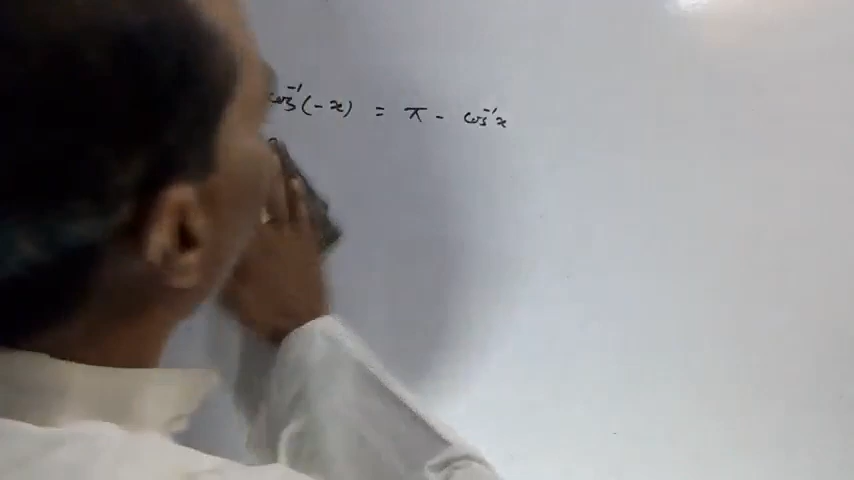 cos⁻¹(-x) = π - cos⁻¹x